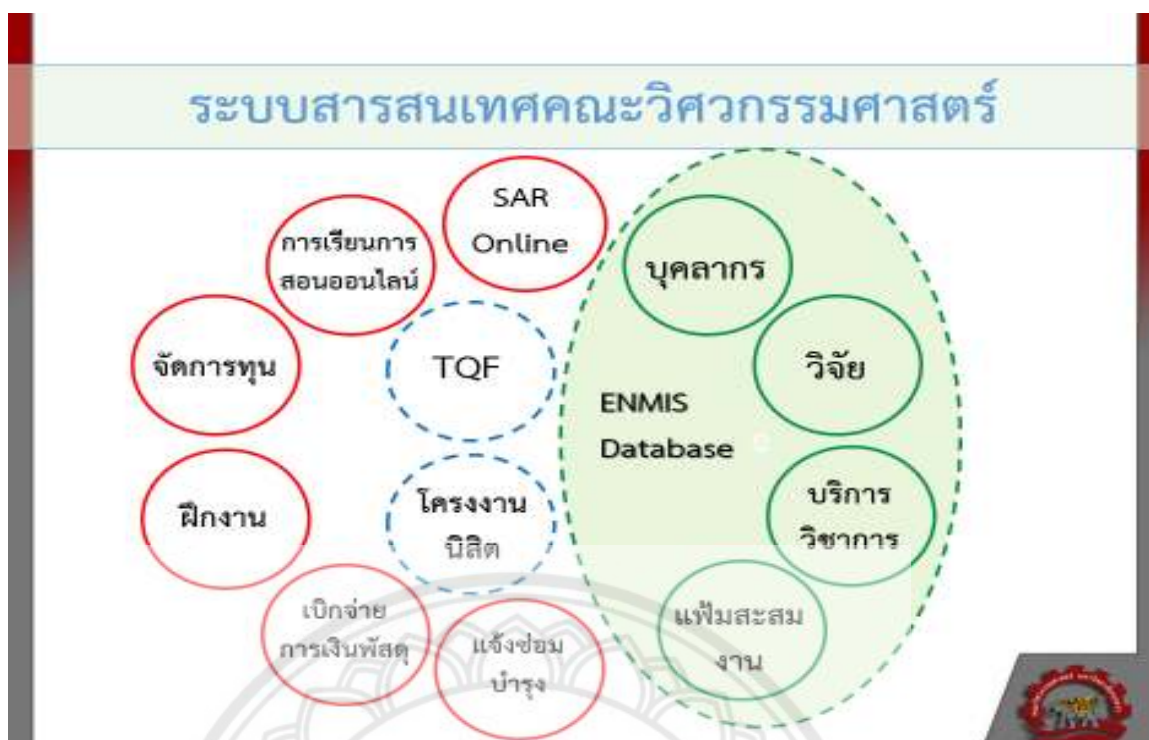 ระบบสารสนเทศคณะวิศวกรรมศาสตร์
SAR
Online
การเรียนการ
สอนออนไลน์
บุคลากร
จัดการทุน
TQF
วิจัย
ENMIS
Database
ฝึกงาน
โครงงาน
นิสิต
บริการ
วิชาการ
เบิกจ่าย
การเงินพัสดุ
แจ้งซ่อม
บำรุง
แฟ้มสะสม
งาน